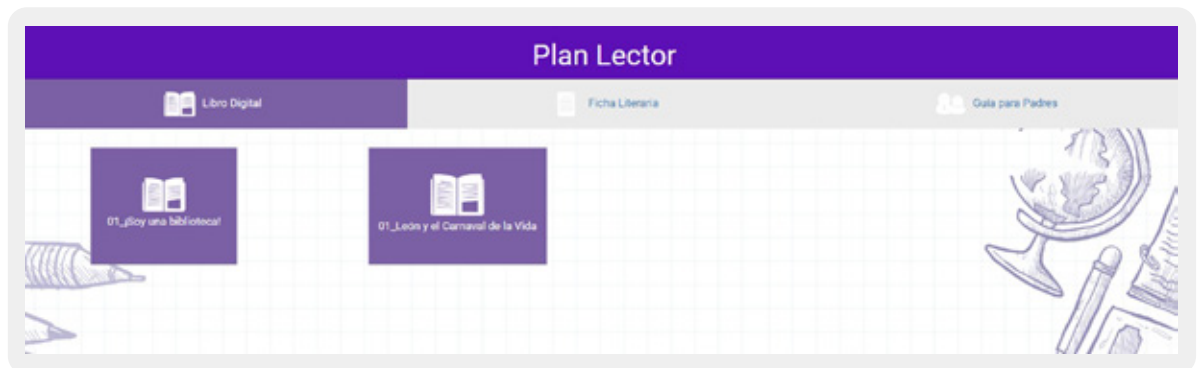 Plan Lector
Libro Digital
Ficha Literaria
Guía para Padres
01_¡Soy una biblioteca!
01_León y el Carnaval de la Vida